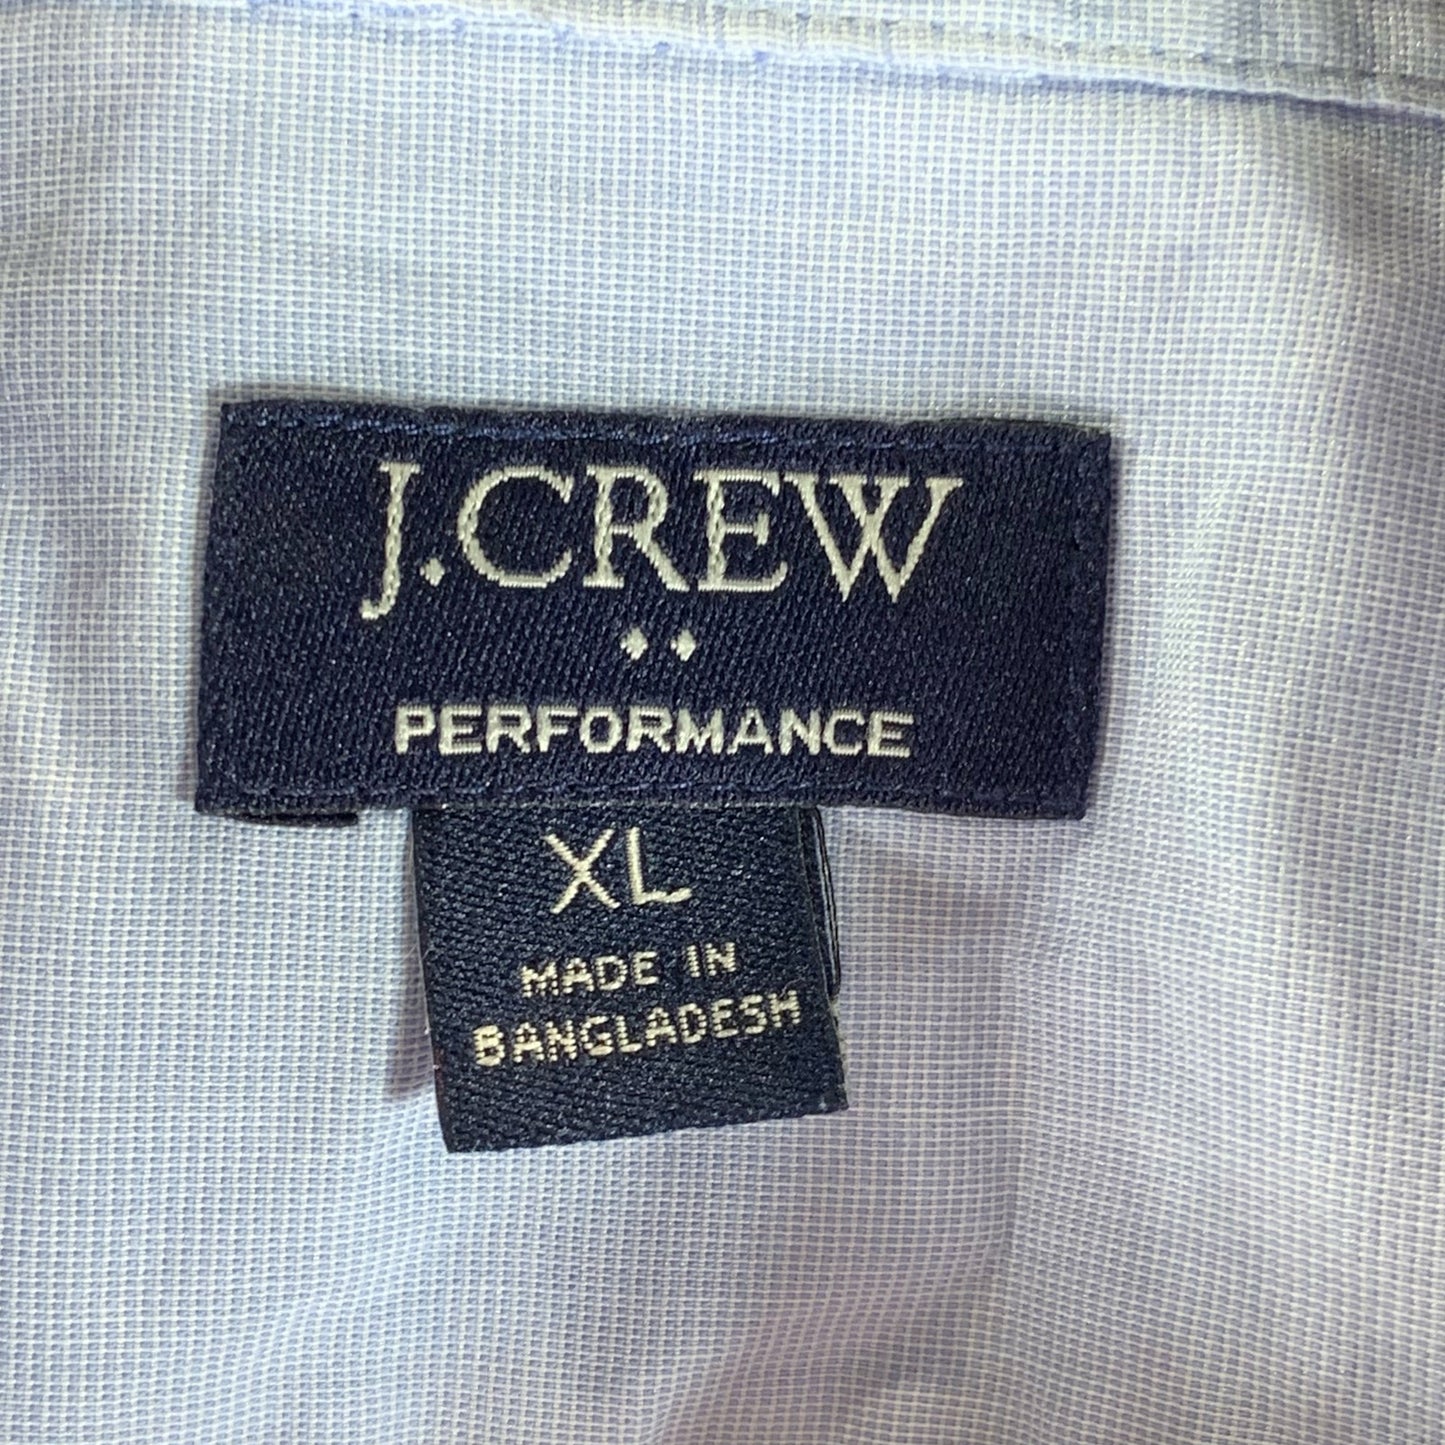 J.CREW
PERFORMANCE
XL
MADE IN
BANGLADESH